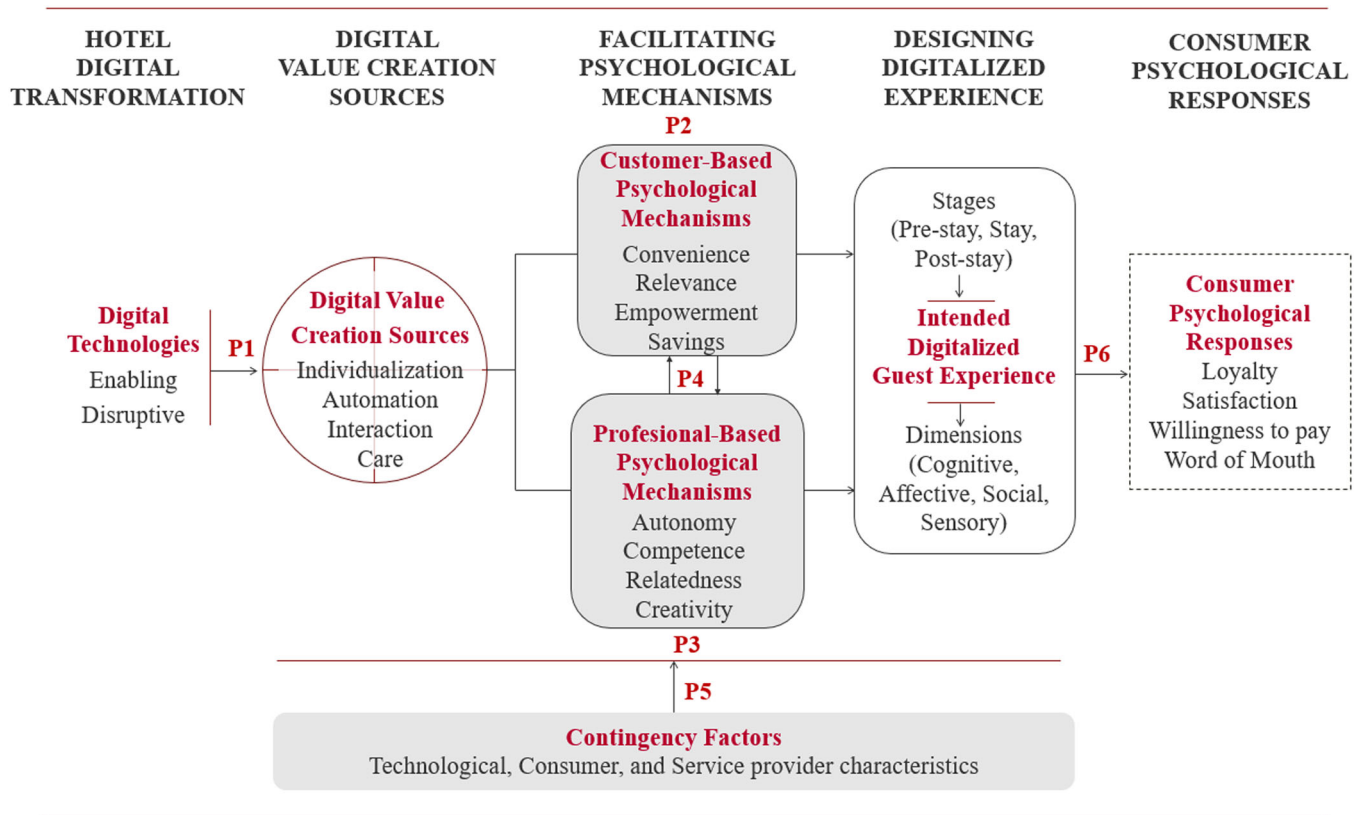 HOTEL
DIGITAL
TRANSFORMATION
DIGITAL
VALUE CREATION
SOURCES
FACILITATING
PSYCHOLOGICAL
MECHANISMS
DESIGNING
DIGITALIZED
EXPERIENCE
CONSUMER
PSYCHOLOGICAL
RESPONSES
Digital
Technologies
Enabling
Disruptive
P1
Digital Value
Creation Sources
Individualization
Automation
Interaction
Care
P2
Customer-Based
Psychological
Mechanisms
Convenience
Relevance
Empowerment
Savings
P4
Profesional-Based
Psychological
Mechanisms
Autonomy
Competence
Relatedness
Creativity
P3
Stages
(Pre-stay, Stay,
Post-stay)
Intended
Digitalized
Guest Experience
Dimensions
(Cognitive,
Affective, Social,
Sensory)
P6
Consumer
Psychological
Responses
Loyalty
Satisfaction
Willingness to pay
Word of Mouth
P5
Contingency Factors
Technological, Consumer, and Service provider characteristics